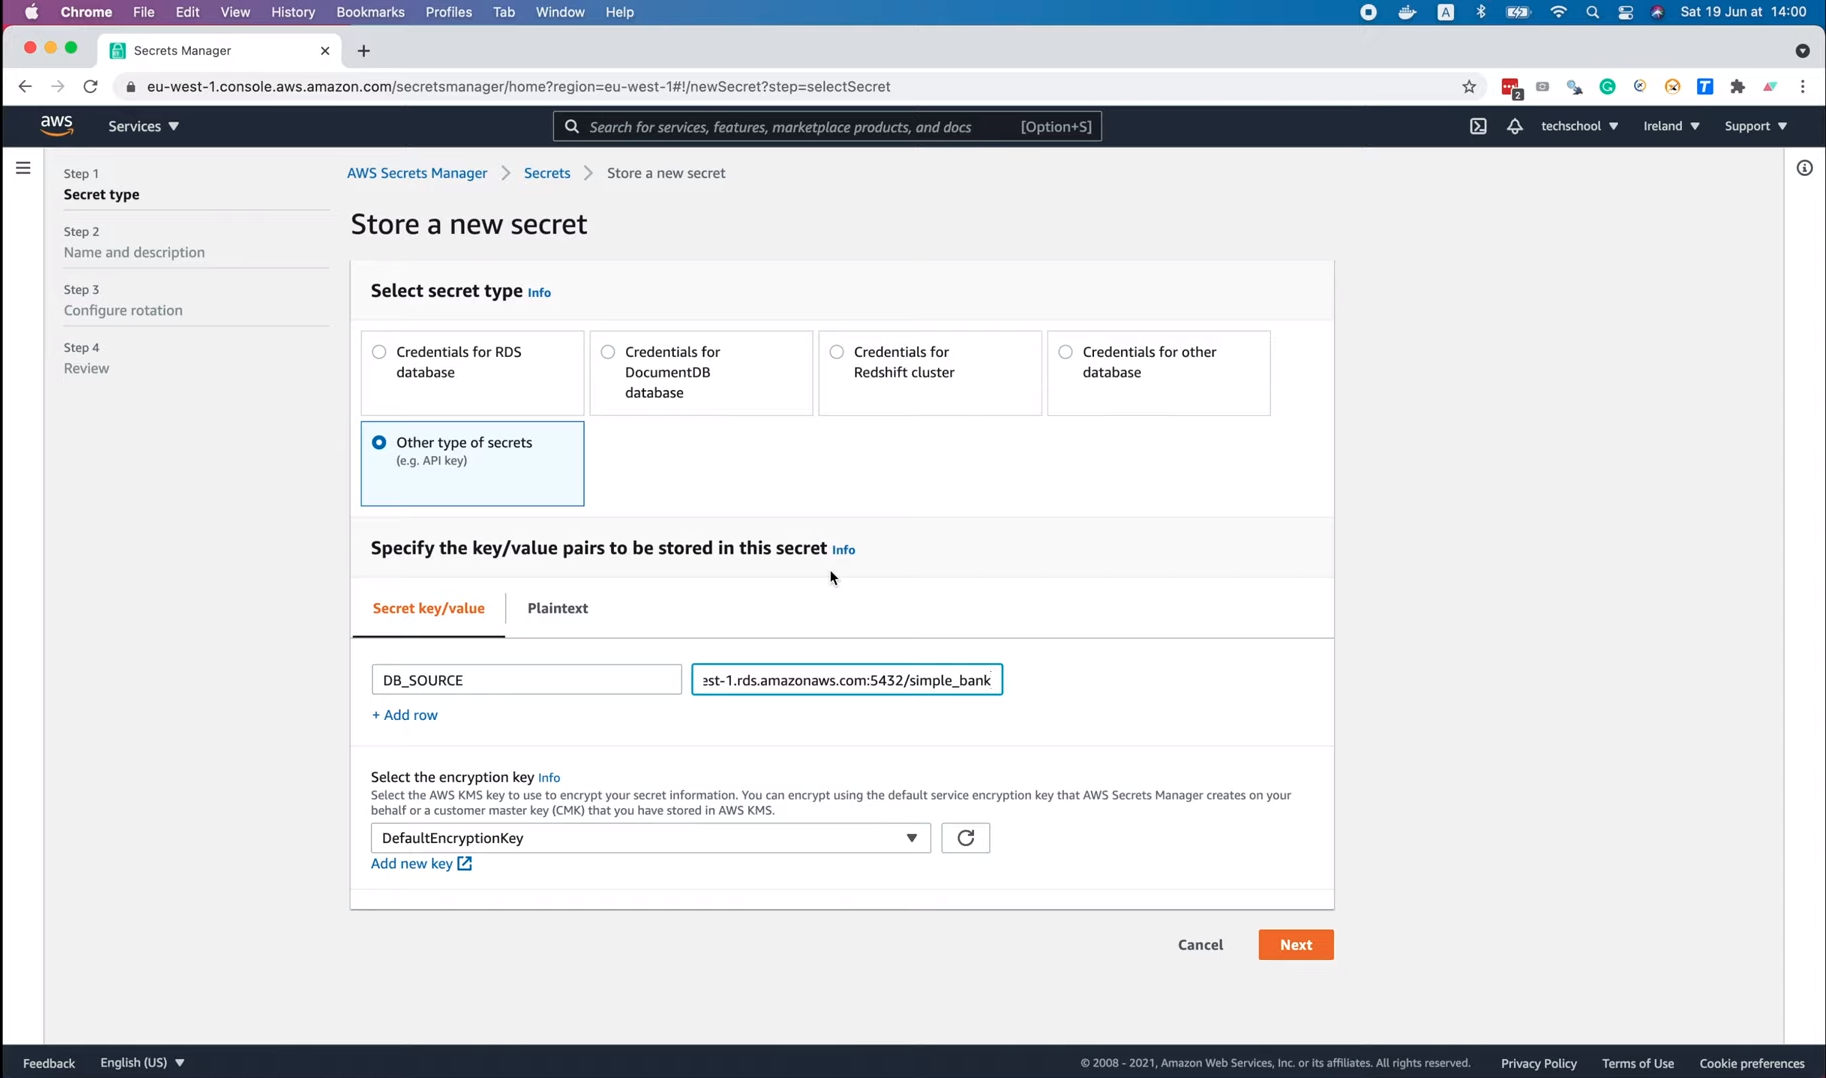 Chrome File Edit View History Bookmarks Profiles Tab Window Help A Sat 19 Jun at 14:00
Secrets Manager
eu-west-1.console.aws.amazon.com/secretsmanager/home?region=eu-west-1#!/newSecret?step=selectSecret 2
aws Services Search for services, features, marketplace products, and docs [Option+S] techschool Ireland Support
Step 1
Secret type
Step 2
Name and description
Step 3
Configure rotation
Step 4
Review
AWS Secrets Manager Secrets Store a new secret
Store a new secret
Select secret type Info
Credentials for RDS
database
Credentials for
DocumentDB
database
Credentials for
Redshift cluster
Credentials for other
database
Other type of secrets
(e.g. API key)
Specify the key/value pairs to be stored in this secret Info
Secret key/value Plaintext
DB_SOURCE est-1.rds.amazonaws.com:5432/simple_bank
+ Add row
Select the encryption key Info
Select the AWS KMS key to use to encrypt your secret information. You can encrypt using the default service encryption key that AWS Secrets Manager creates on your
behalf or a customer master key (CMK) that you have stored in AWS KMS.
DefaultEncryptionKey
Add new key
Cancel Next
Feedback English (US) © 2008 - 2021, Amazon Web Services, Inc. or its affiliates. All rights reserved. Privacy Policy Terms of Use Cookie preferences